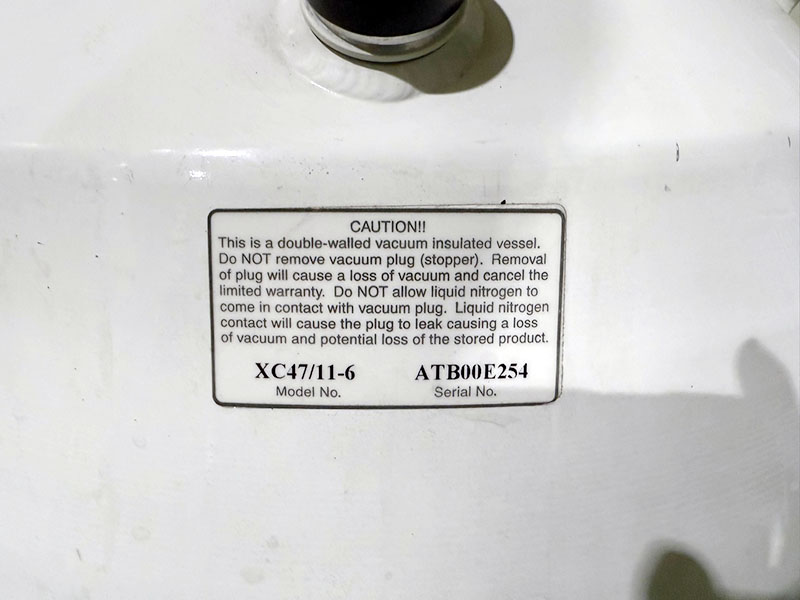 CAUTION!!
This is a double-walled vacuum insulated vessel.
Do NOT remove vacuum plug (stopper). Removal
of plug will cause a loss of vacuum and cancel the
limited warranty. Do NOT allow liquid nitrogen to
come in contact with vacuum plug. Liquid nitrogen
contact will cause the plug to leak causing a loss
of vacuum and potential loss of the stored product.
XC47/11-6 ATB00E254
Model No. Serial No.